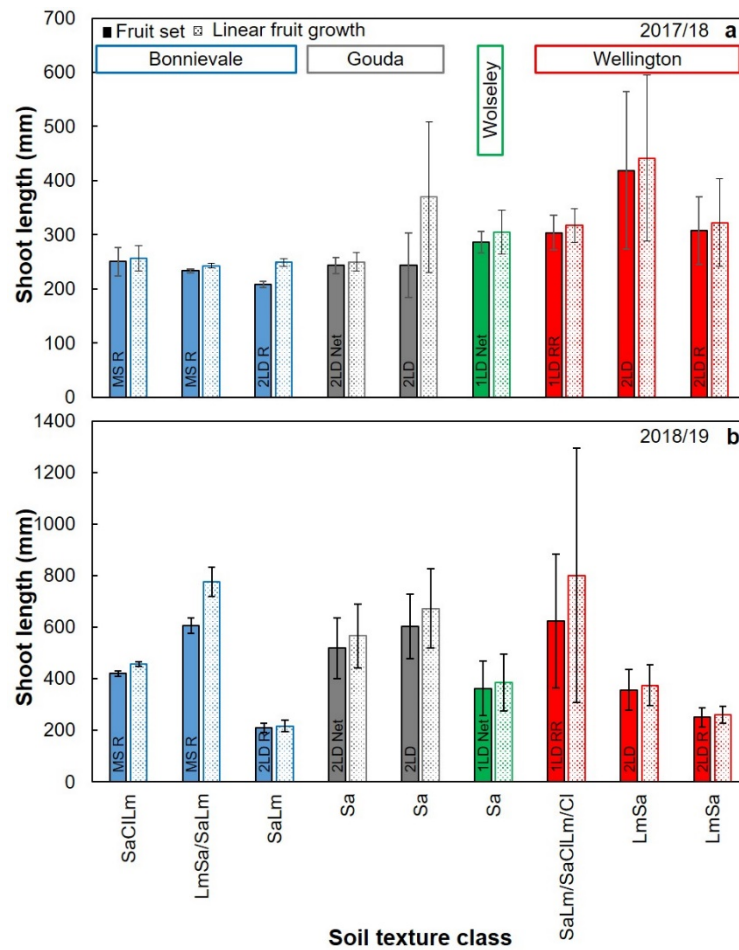 700
Fruit set
Linear fruit growth
2017/18 a
600
Bonnievale
Gouda
Wolseley
Wellington
500
400
300
200
100
0
Shoot length (mm)
MS R
MS R
2LD R
2LD Net
2LD
1LD Net
1LD RR
2LD
2LD R
1400
2018/19 b
1200
1000
800
600
400
200
0
Shoot length (mm)
MS R
MS R
2LD R
2LD Net
2LD
1LD Net
1LD RR
2LD
2LD R
SaClLm
LmSa/SaLm
SaLm
Sa
Sa
Sa
SaLm/SaClLm/Cl
LmSa
LmSa
Soil texture class